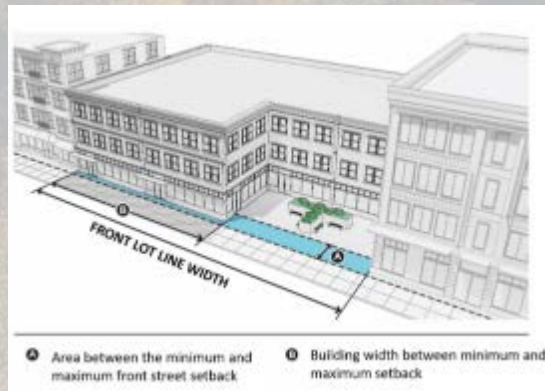 B
FRONT LOT LINE WIDTH
A
A Area between the minimum and
maximum front street setback
B Building width between minimum and
maximum setback